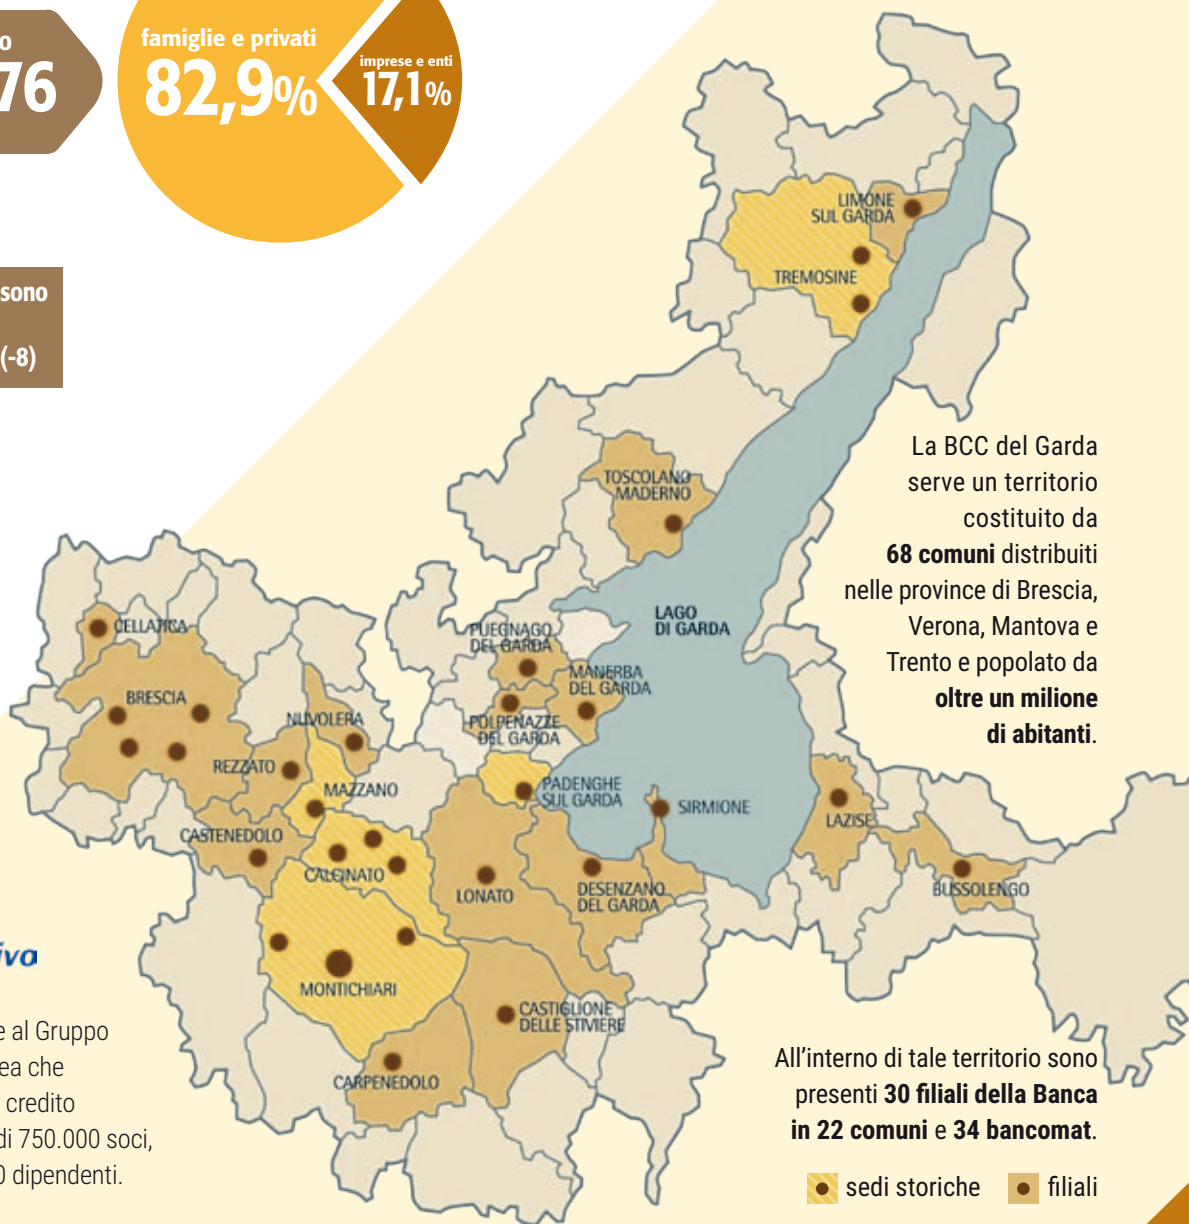 o
76
famiglie e privati
82,9%
imprese e enti
17,1%
sono
(-8)
LIMONE
SUL GARDA
TREMOSINE
La BCC del Garda
serve un territorio
costituito da
68 comuni distribuiti
nelle province di Brescia,
Verona, Mantova e
Trento e popolato da
oltre un milione
di abitanti.
TOSCOLANO
MADERNO
LAGO
DI GARDA
CELLATICA
PUEGNAGO
DEL GARDA
MANERBA
DEL GARDA
BRESCIA
NUVOLERA
POLPENAZZE
DEL GARDA
REZZATO
MAZZANO
PADENGHE
SUL GARDA
SIRMIONE
LAZISE
CASTENEDOLO
CALCINATO
LONATO
DESENZANO
DEL GARDA
BUSSOLENGO
MONTICHIARI
CASTIGLIONE
DELLE STIVIERE
CARPENEDOLO
ivo
e al Gruppo
ea che
credito
di 750.000 soci,
0 dipendenti.
All'interno di tale territorio sono
presenti 30 filiali della Banca
in 22 comuni e 34 bancomat.
sedi storiche
filiali